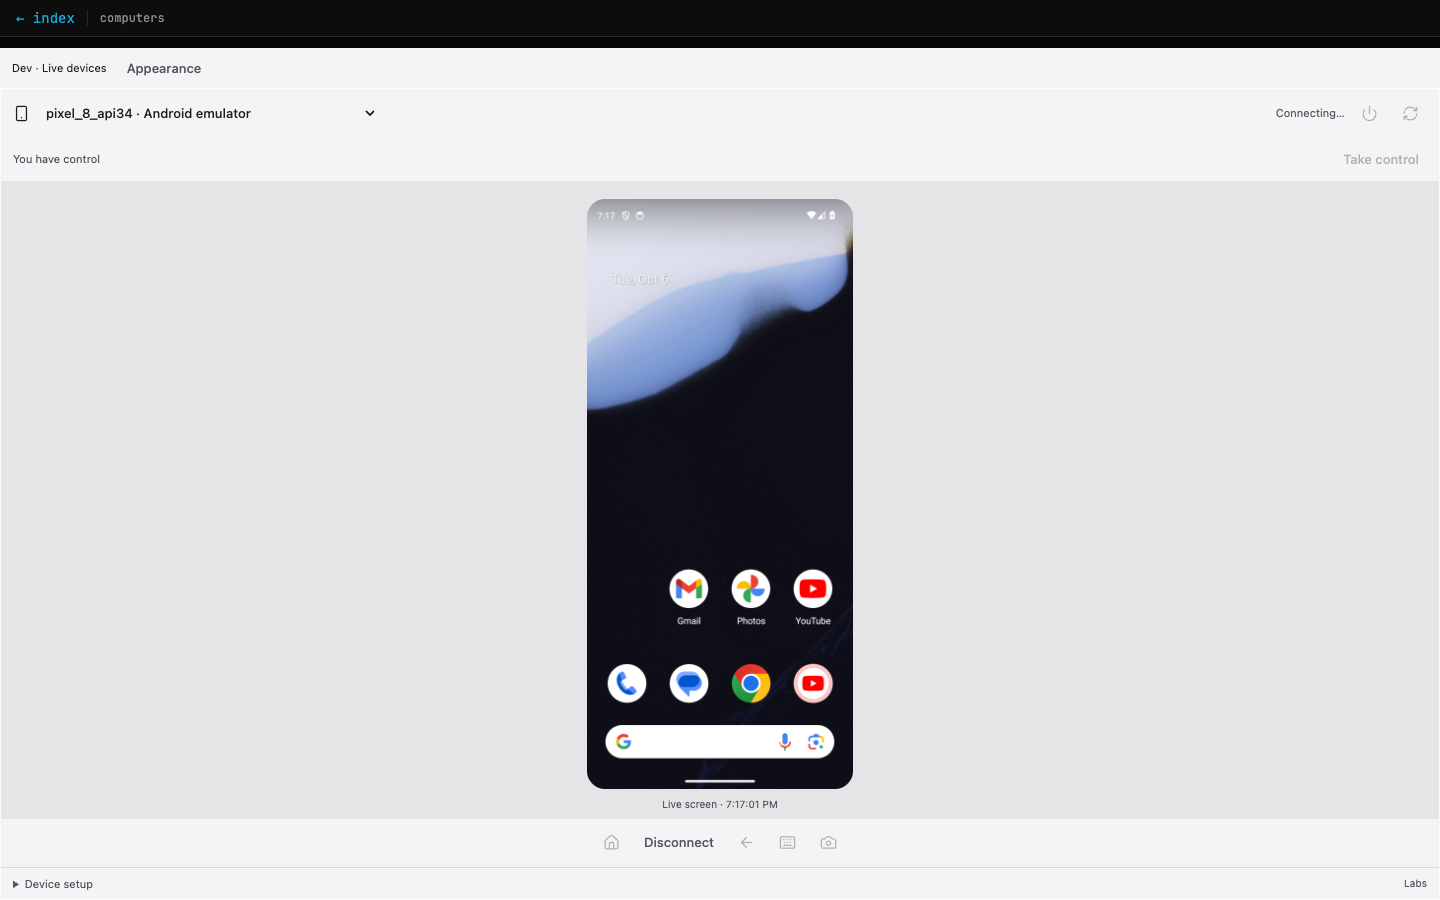 ← index
computers
Dev · Live devices
Appearance
pixel_8_api34 · Android emulator
Connecting...
You have control
Take control
7:17
Tue, Oct 6
Gmail
Photos
YouTube
Live screen · 7:17:01 PM
Disconnect
Device setup
Labs